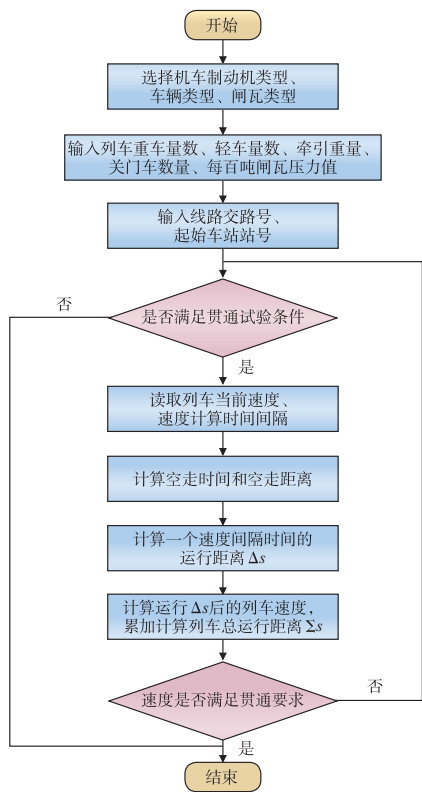 开始
选择机车制动机类型、
车辆类型、闸瓦类型
输入列车重车量数、轻车量数、牵引重量、
关门车数量、每百吨闸瓦压力值
输入线路交路号、
起始车站站号
否
是否满足贯通试验条件
是
读取列车当前速度、
速度计算时间间隔
计算空走时间和空走距离
计算一个速度间隔时间的
运行距离 Δs
计算运行 Δs后的列车速度，
累加计算列车总运行距离 Σs
速度是否满足贯通要求
否
是
结束